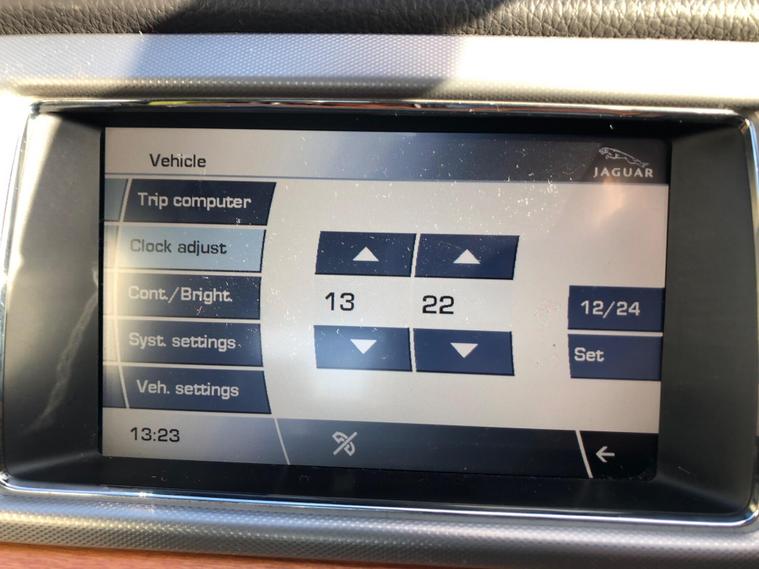 Vehicle
JAGUAR
Trip computer
Clock adjust
Cont./Bright.
Syst. settings
Veh. settings
13 22
12/24
Set
13:23